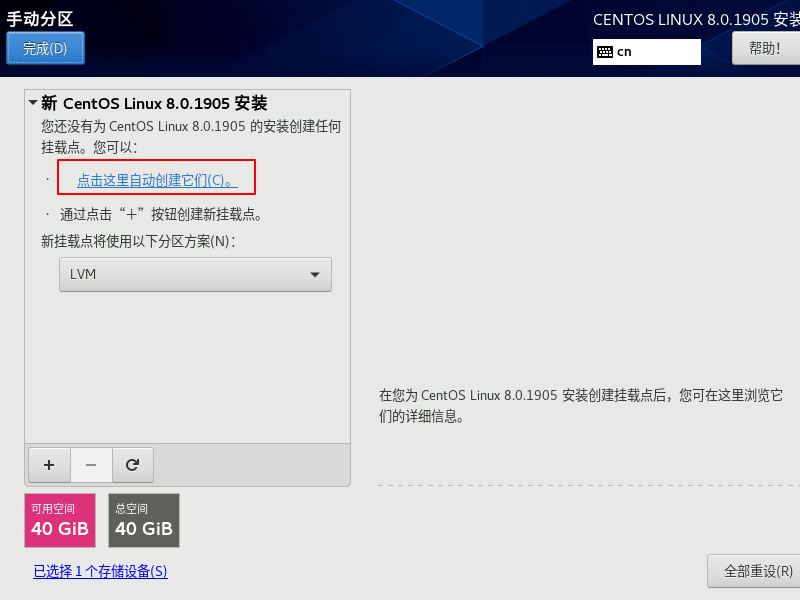 手动分区
CENTOS LINUX 8.0.1905 安装
完成(D)
cn
帮助!
新 CentOS Linux 8.0.1905 安装
您还没有为 CentOS Linux 8.0.1905 的安装创建任何
挂载点。您可以：
· 点击这里自动创建它们(C)。
· 通过点击“+”按钮创建新挂载点。
新挂载点将使用以下分区方案(N)：
LVM
在您为 CentOS Linux 8.0.1905 安装创建挂载点后，您可在这里浏览它
们的详细信息。
+ −
可用空间
40 GiB
总空间
40 GiB
已选择 1 个存储设备(S)
全部重设(R)